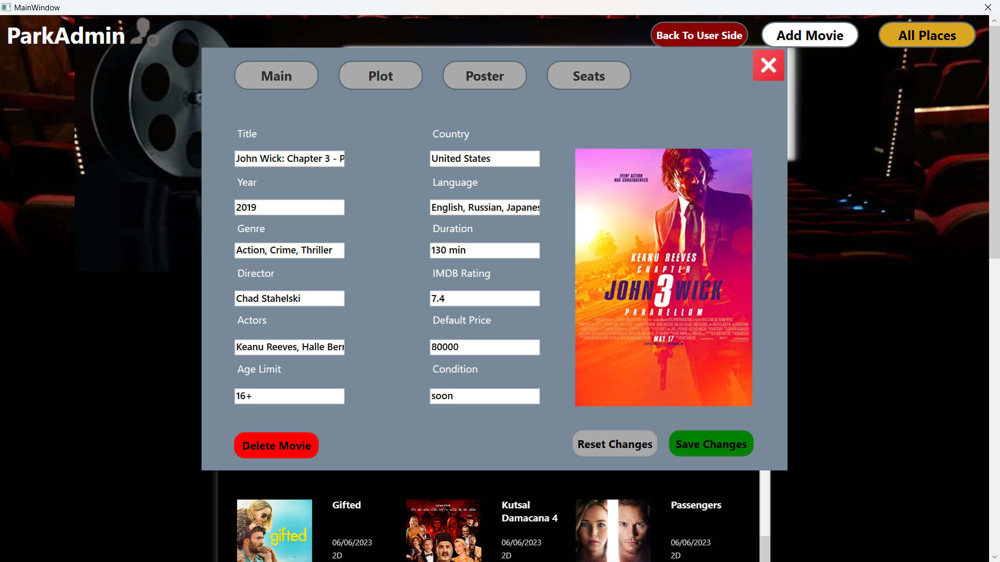 MainWindow
ParkAdmin
Back To User Side
Add Movie
All Places
Main
Plot
Poster
Seats
Title
Country
John Wick: Chapter 3 - P
United States
Year
Language
2019
English, Russian, Japanes
Genre
Duration
Action, Crime, Thriller
130 min
Director
IMDB Rating
Chad Stahelski
7.4
Actors
Default Price
Keanu Reeves, Halle Berr
80000
Age Limit
Condition
16+
soon
EVERY ACTION
HAS CONSEQUENCES.
KEANU REEVES
CHAPTER
JOHN 3 WICK
PARABELLUM
MAY 17
Delete Movie
Reset Changes
Save Changes
gifted
Gifted
06/06/2023
2D
Kutsal
Damacana 4
06/06/2023
2D
Passengers
06/06/2023
2D